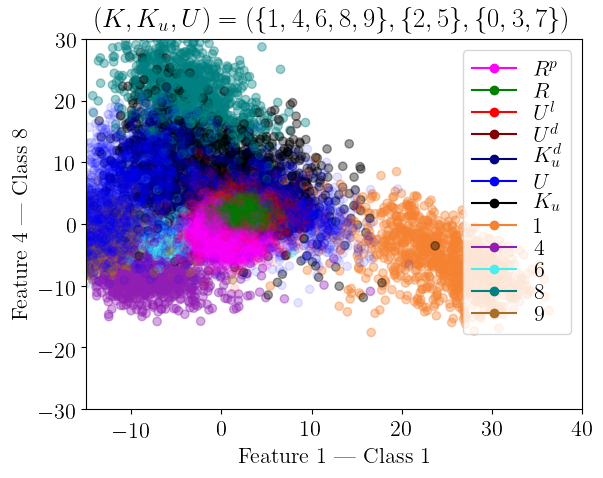 (K, K_u, U) = ({1, 4, 6, 8, 9}, {2, 5}, {0, 3, 7})
30
20
10
0
−10
−20
−30
Feature 4 — Class 8
R^p
R
U^l
U^d
K_u^d
U
K_u
1
4
6
8
9
−10 0 10 20 30 40
Feature 1 — Class 1